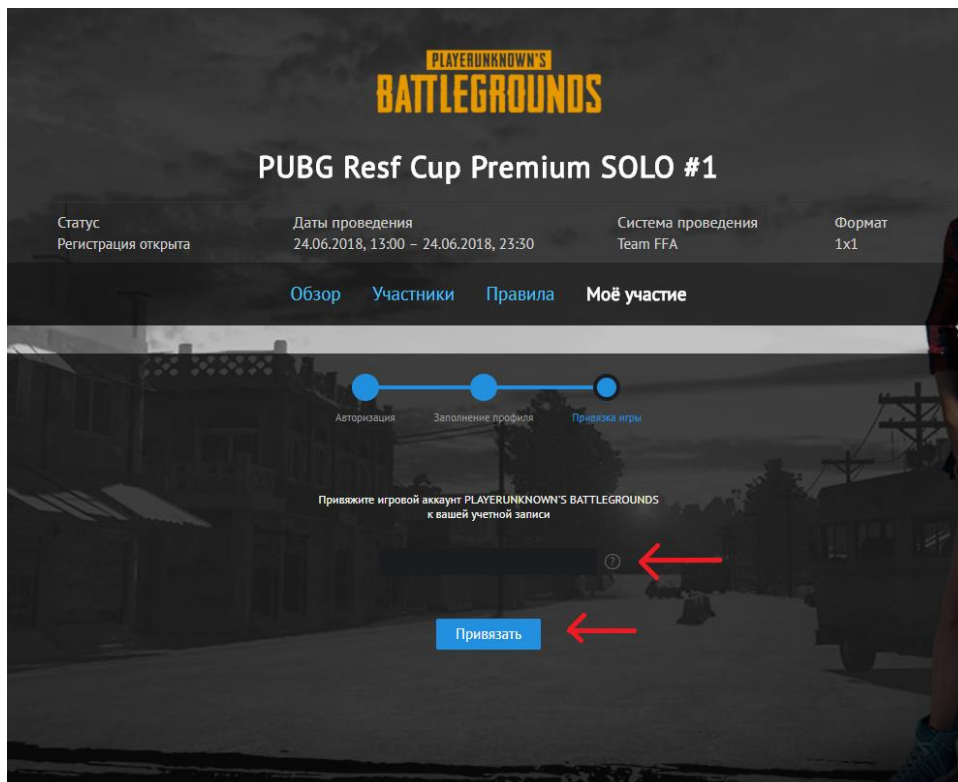 PLAYERUNKNOWN'S
BATTLEGROUNDS
PUBG Resf Cup Premium SOLO #1
Статус
Регистрация открыта
Даты проведения
24.06.2018, 13:00 – 24.06.2018, 23:30
Система проведения
Team FFA
Формат
1x1
Обзор Участники Правила Моё участие
Авторизация Заполнение профиля Привязка игры
Привяжите игровой аккаунт PLAYERUNKNOWN'S BATTLEGROUNDS
к вашей учетной записи
?
Привязать